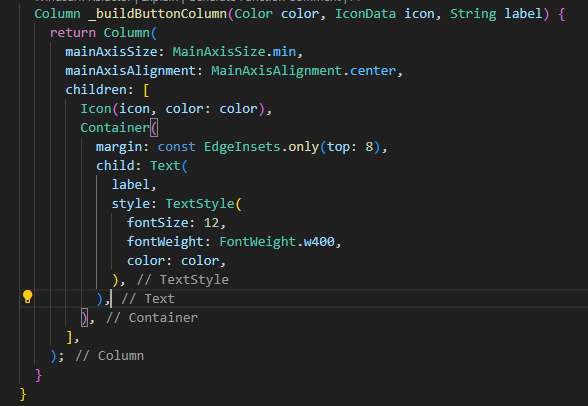 Column _buildButtonColumn(Color color, IconData icon, String label) {
return Column(
mainAxisSize: MainAxisSize.min,
mainAxisAlignment: MainAxisAlignment.center,
children: [
Icon(icon, color: color),
Container(
margin: const EdgeInsets.only(top: 8),
child: Text(
label,
style: TextStyle(
fontSize: 12,
fontWeight: FontWeight.w400,
color: color,
), // TextStyle
), // Text
), // Container
],
); // Column
}
}